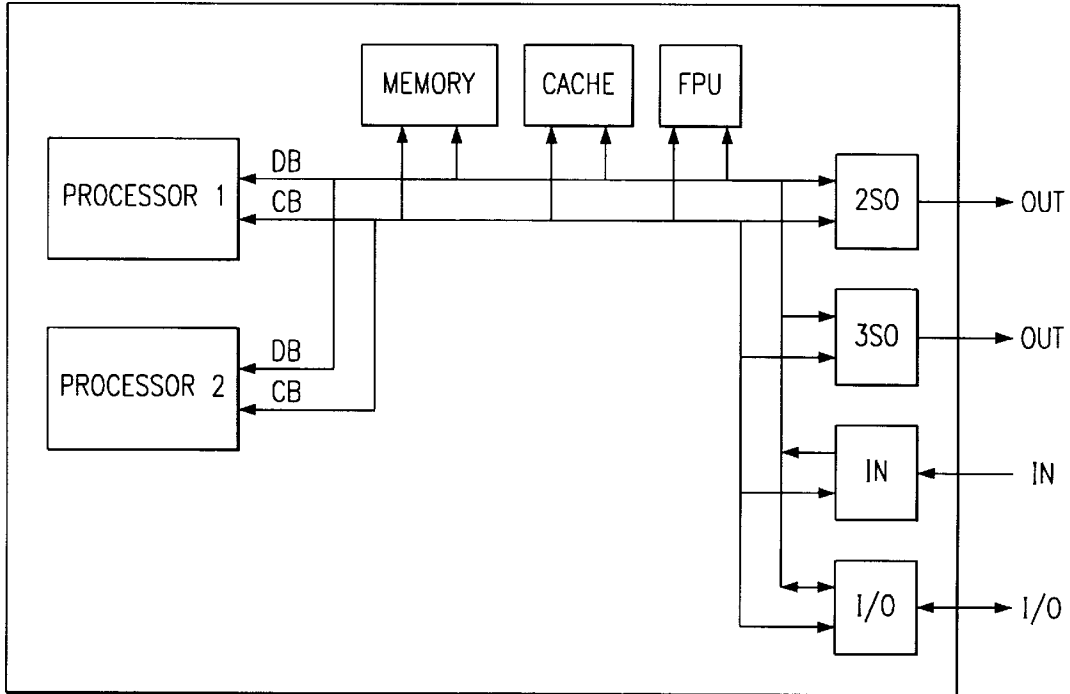 MEMORY
CACHE
FPU
PROCESSOR 1
DB
CB
2SO
OUT
3SO
OUT
PROCESSOR 2
DB
CB
IN
IN
I/O
I/O